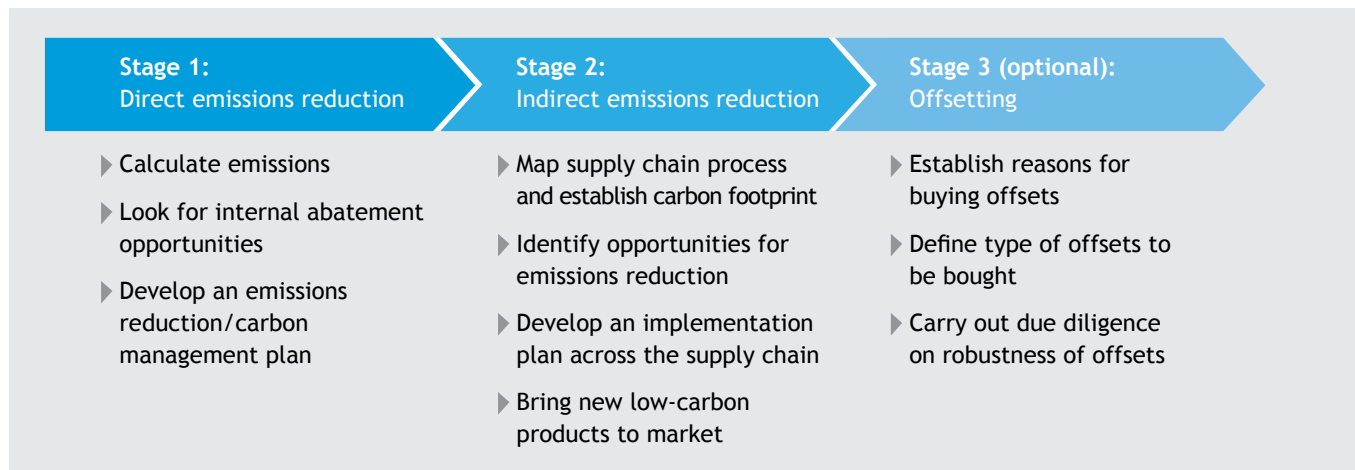 Stage 1:
Direct emissions reduction
Calculate emissions
Look for internal abatement
opportunities
Develop an emissions
reduction/carbon
management plan
Stage 2:
Indirect emissions reduction
Map supply chain process
and establish carbon footprint
Identify opportunities for
emissions reduction
Develop an implementation
plan across the supply chain
Bring new low-carbon
products to market
Stage 3 (optional):
Offsetting
Establish reasons for
buying offsets
Define type of offsets to
be bought
Carry out due diligence
on robustness of offsets